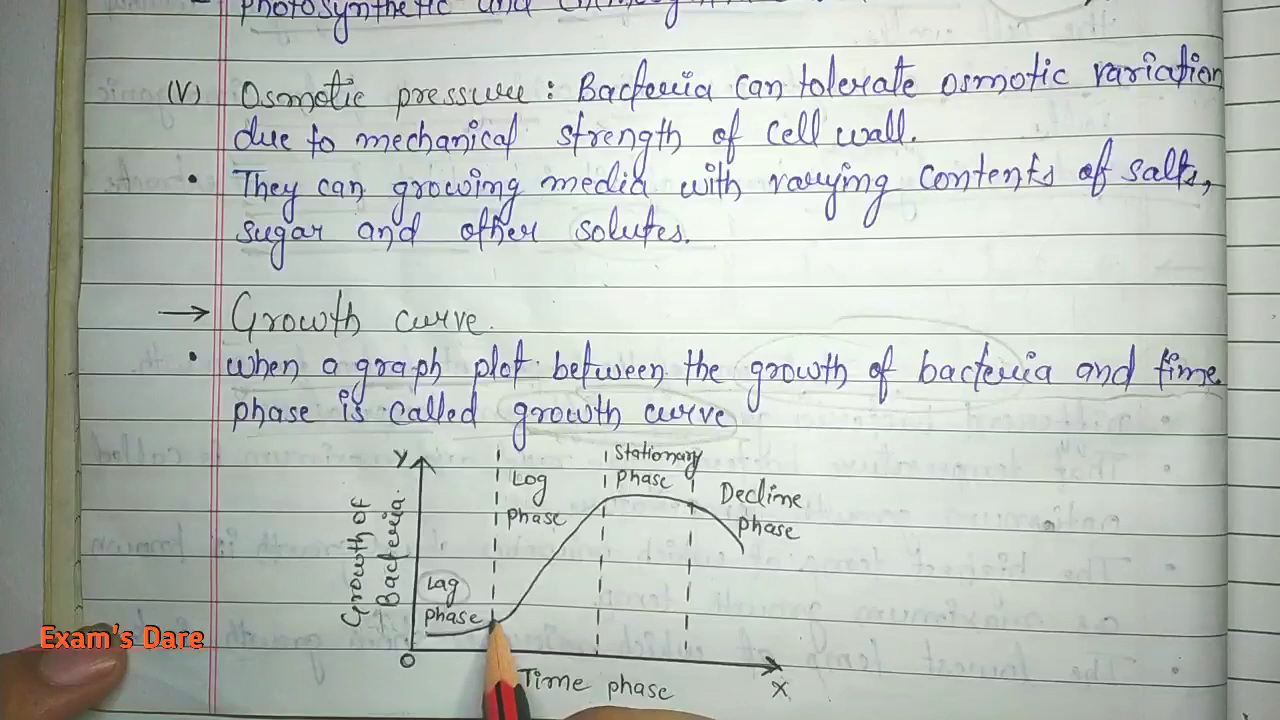 photosynthetic and
(V) Osmotic pressure : Bacteria can tolerate osmotic variation
due to mechanical strength of cell wall.
• They can growing media with varying contents of salts,
sugar and other solutes.
→ Growth curve.
• when a graph plot between the growth of bacteria and time
phase is called growth curve
Y
Growth of
Bacteria.
Lag
phase
Log
phase
Stationary
phase
Decline
phase
O
Time phase
X
Exam's Dare